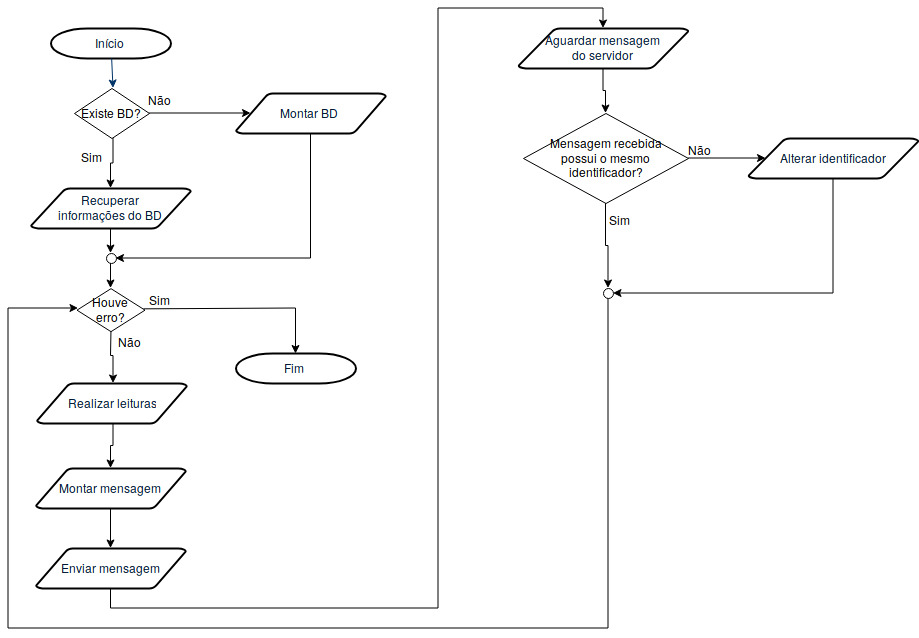 Início
Existe BD?
Não
Montar BD
Sim
Recuperar
informações do BD
Houve
erro?
Sim
Fim
Não
Realizar leituras
Montar mensagem
Enviar mensagem
Aguardar mensagem
do servidor
Mensagem recebida
possui o mesmo
identificador?
Não
Alterar identificador
Sim